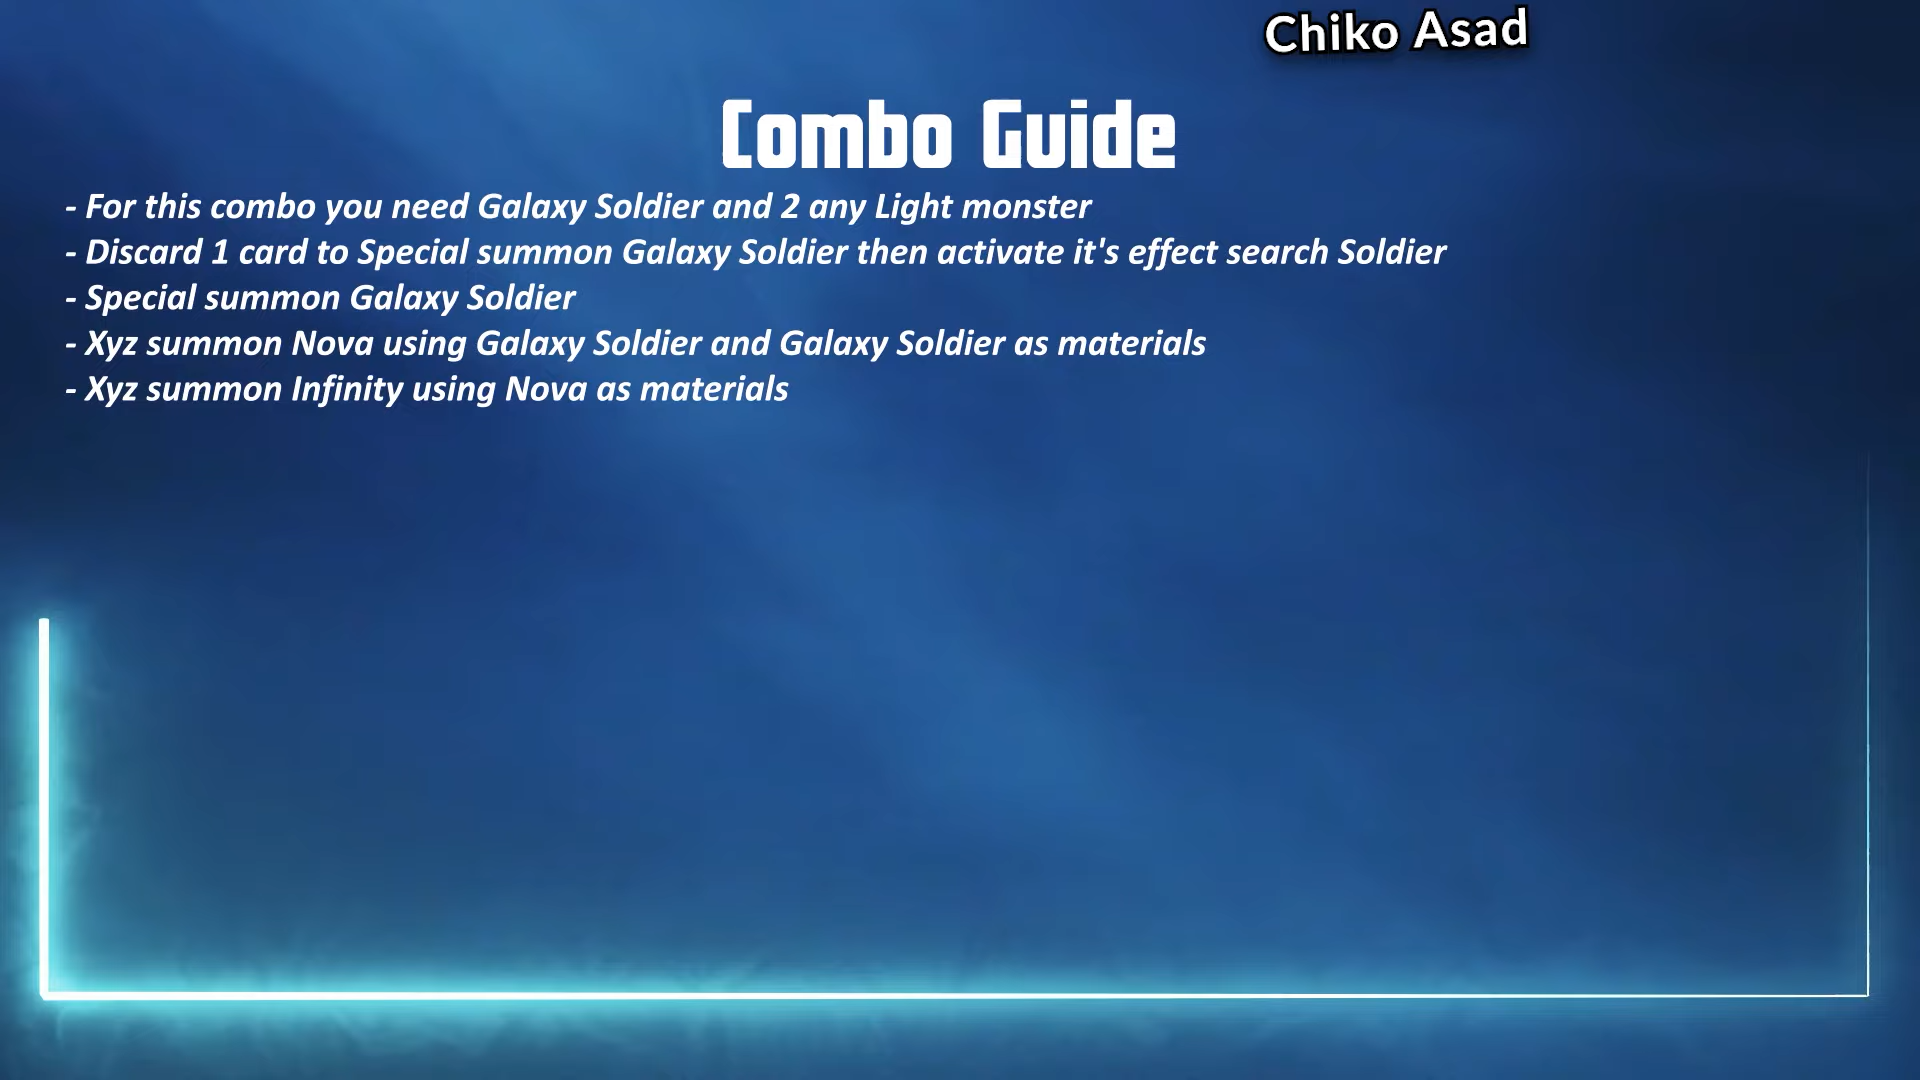 Chiko Asad
Combo Guide
- For this combo you need Galaxy Soldier and 2 any Light monster
- Discard 1 card to Special summon Galaxy Soldier then activate it's effect search Soldier
- Special summon Galaxy Soldier
- Xyz summon Nova using Galaxy Soldier and Galaxy Soldier as materials
- Xyz summon Infinity using Nova as materials